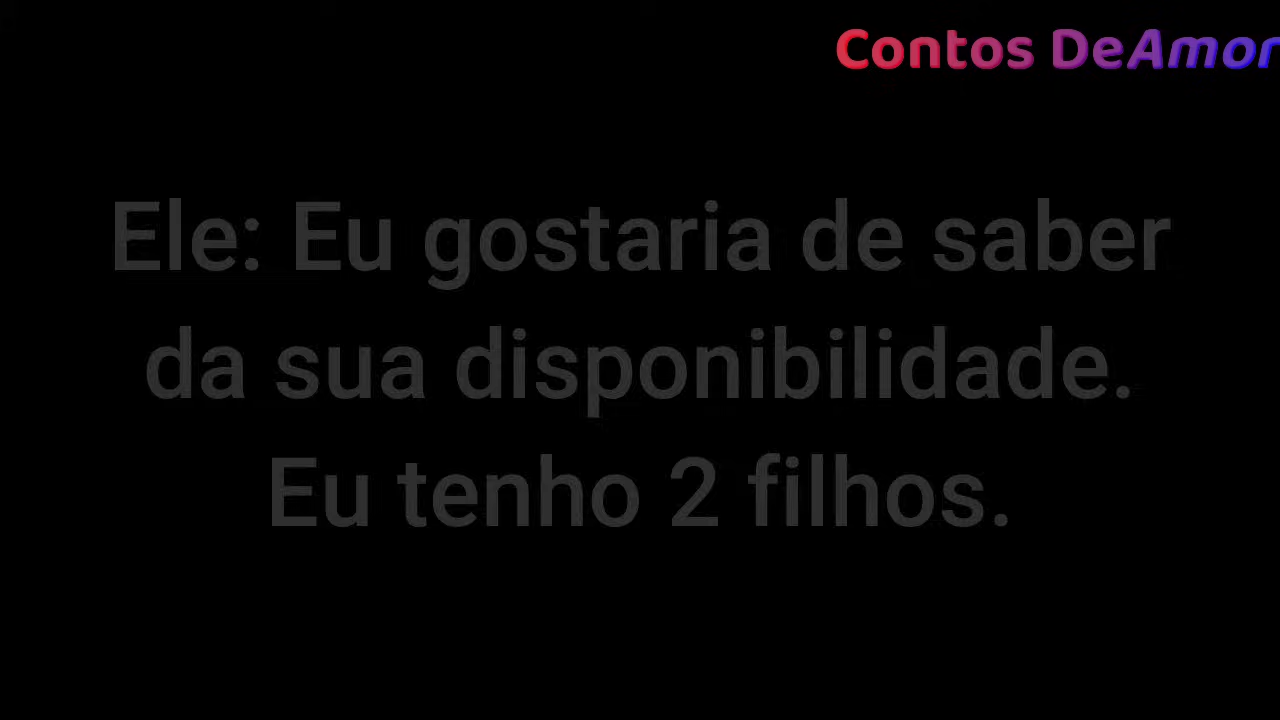 Contos DeAmor
Ele: Eu gostaria de saber
da sua disponibilidade.
Eu tenho 2 filhos.